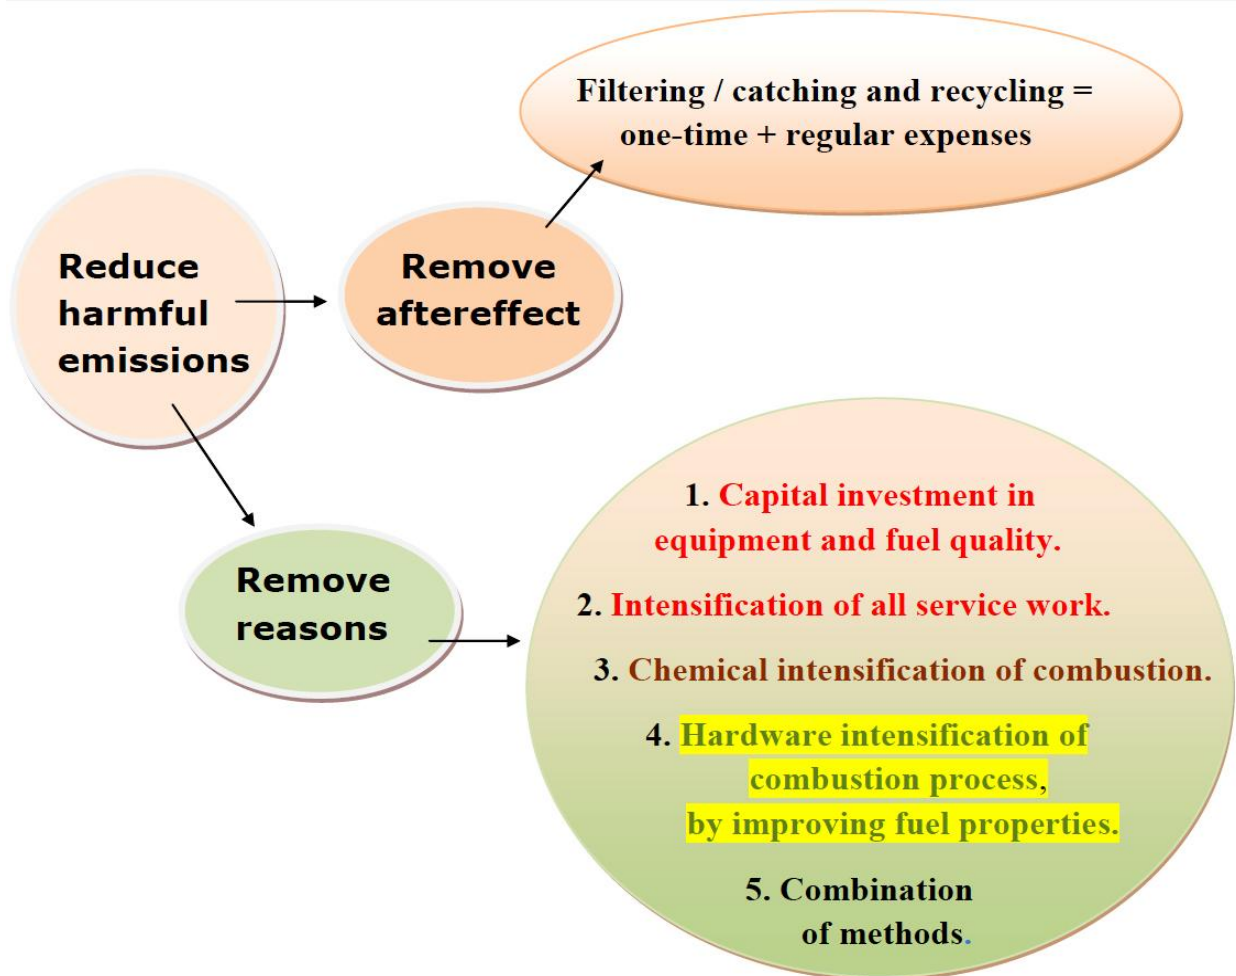 Filtering / catching and recycling =
one-time + regular expenses
Reduce
harmful
emissions
Remove
aftereffect
Remove
reasons
1. Capital investment in
equipment and fuel quality.
2. Intensification of all service work.
3. Chemical intensification of combustion.
4. Hardware intensification of
combustion process,
by improving fuel properties.
5. Combination
of methods.